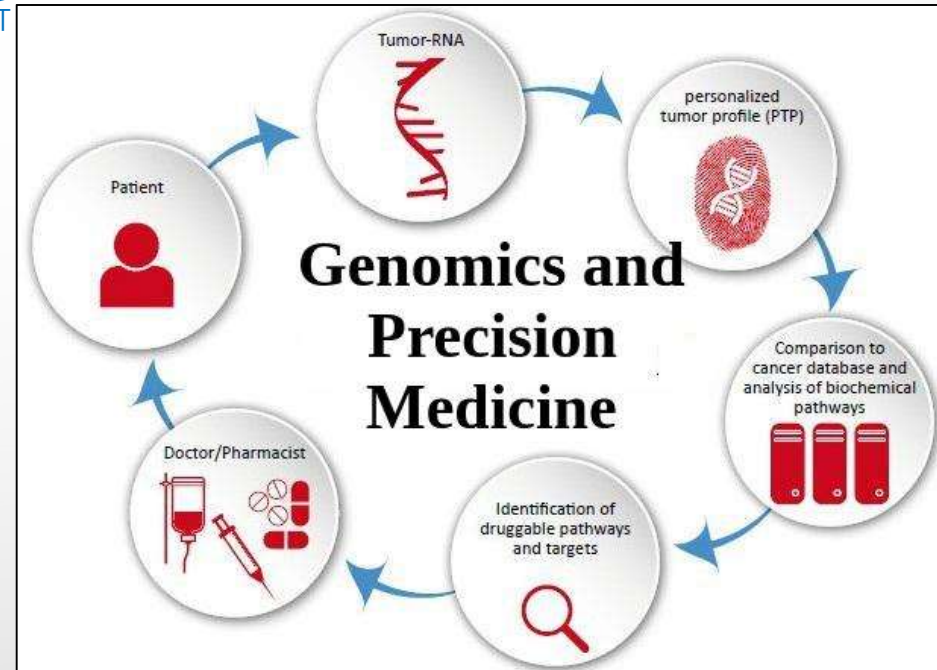 T
Tumor-RNA
personalized
tumor profile (PTP)
Patient
Genomics and
Precision
Medicine
Comparison to
cancer database and
analysis of biochemical
pathways
Doctor/Pharmacist
Identification of
druggable pathways
and targets